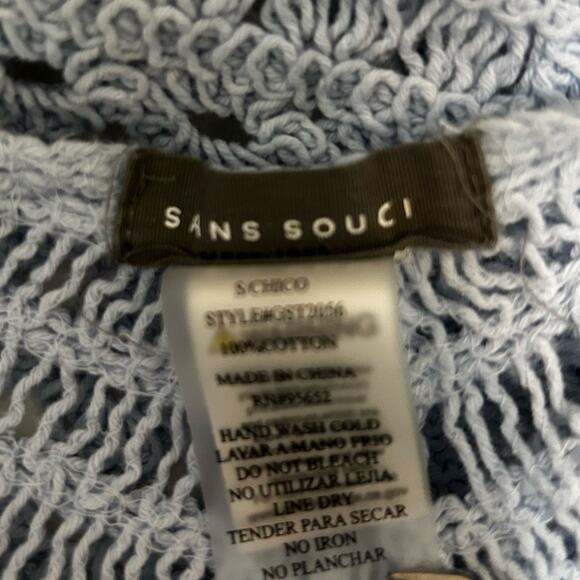 SANS SOUCI
S CHICO
STYLE#GST2056
100%COTTON
MADE IN CHINA
RN#95652
HAND WASH COLD
LAVAR A MANO FRIO
DO NOT BLEACH
NO UTILIZAR LEJIA
LINE DRY
TENDER PARA SECAR
NO IRON
NO PLANCHAR